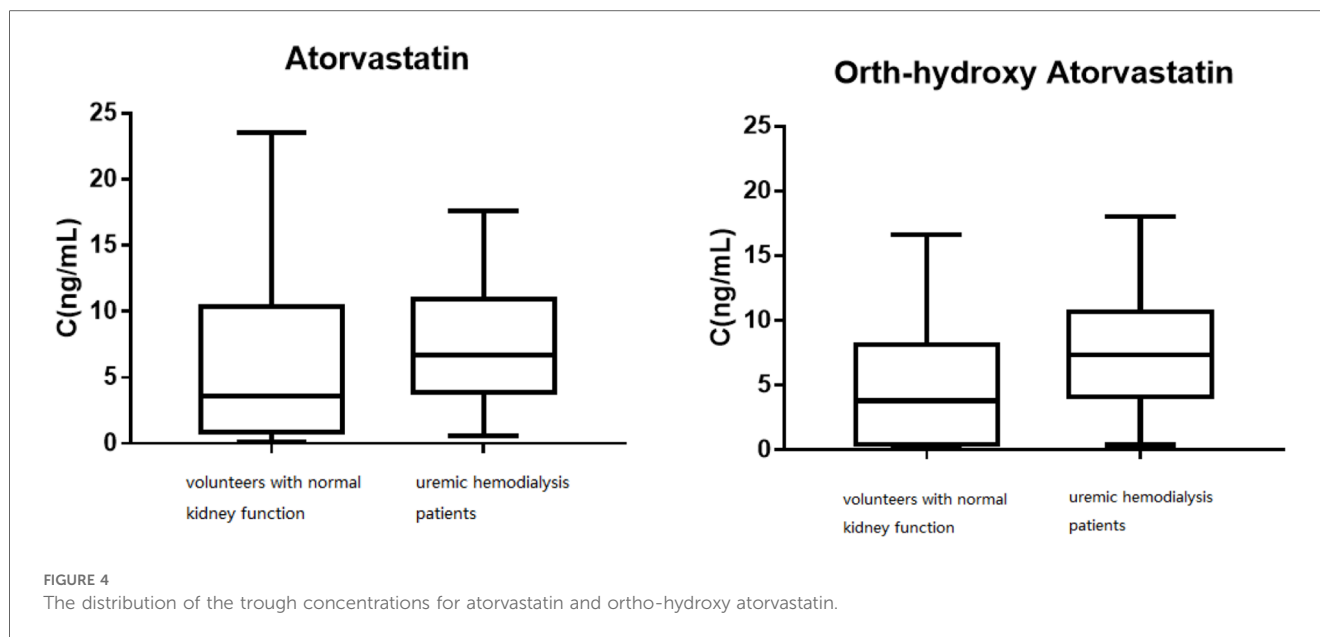 Atorvastatin
C(ng/mL)
25
20
15
10
5
0
volunteers with normal
kidney function
uremic hemodialysis
patients
Orth-hydroxy Atorvastatin
C(ng/mL)
25
20
15
10
5
0
volunteers with normal
kidney function
uremic hemodialysis
patients
FIGURE 4
The distribution of the trough concentrations for atorvastatin and ortho-hydroxy atorvastatin.